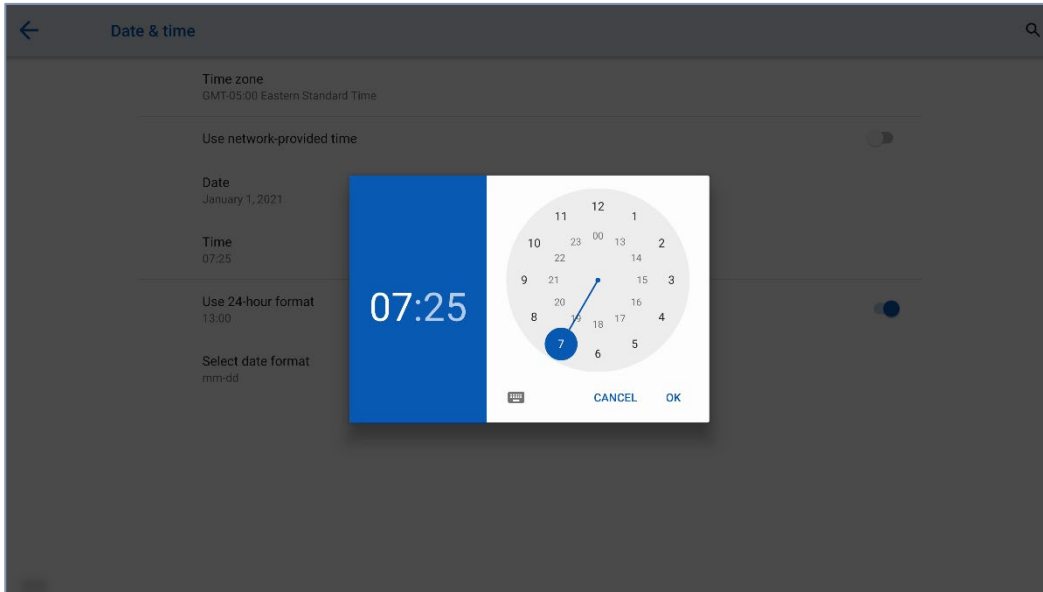 Date & time
Time zone
GMT-05:00 Eastern Standard Time
Use network-provided time
Date
January 1, 2021
Time
07:25
Use 24-hour format
13:00
Select date format
mm-dd
07:25
12
11
1
00
23
13
10
2
22
14
9
21
15
3
20
16
8
19
17
4
18
7
5
6
CANCEL
OK